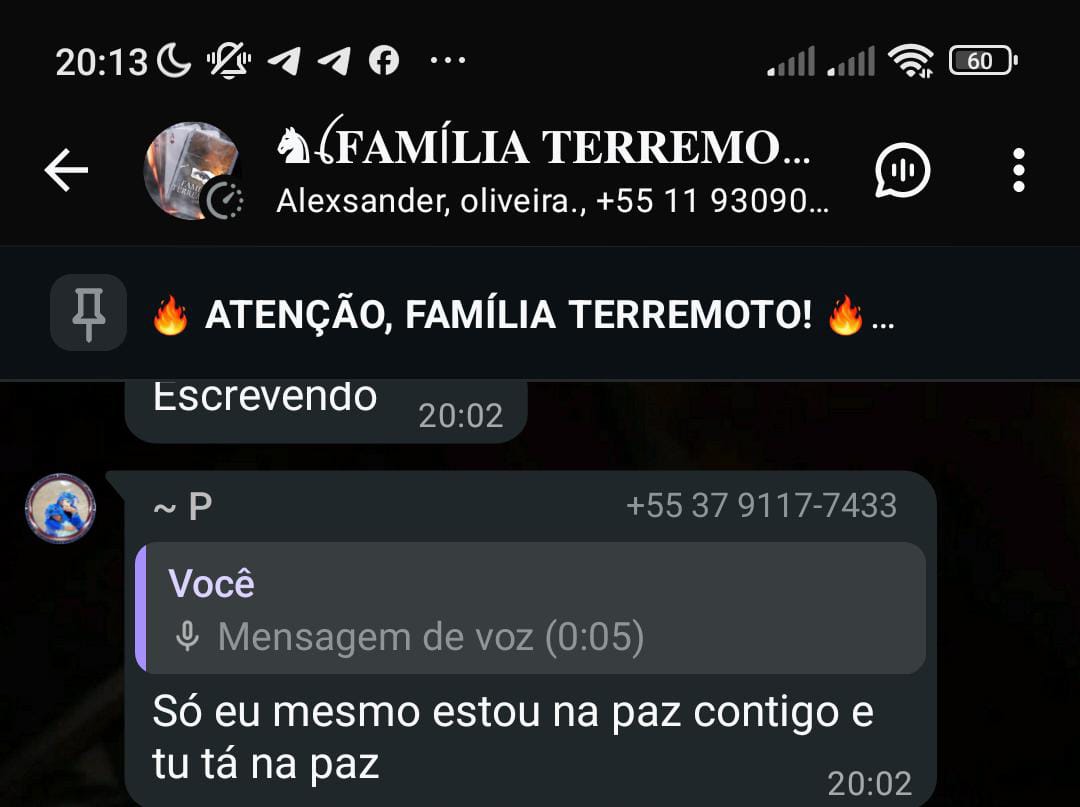 20:13 ... 60
♞⚸FAMÍLIA TERREMO...
Alexsander, oliveira., +55 11 93090...
🔥 ATENÇÃO, FAMÍLIA TERREMOTO! 🔥...
Escrevendo 20:02
~ P +55 37 9117-7433
Você
Mensagem de voz (0:05)
Só eu mesmo estou na paz contigo e
tu tá na paz
20:02